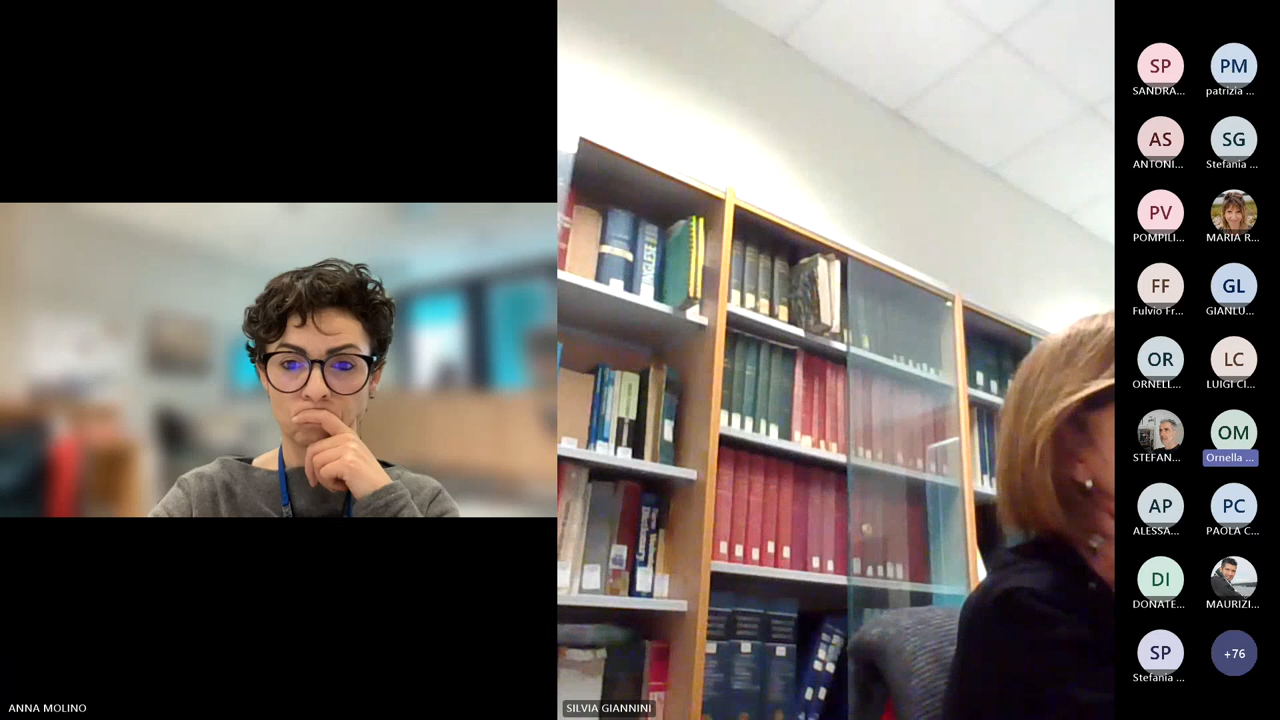 ANNA MOLINO
INGLESE
Dictionary
SILVIA GIANNINI
SP
SANDRA...
PM
patrizia ...
AS
ANTONI...
SG
Stefania ...
PV
POMPILI...
MARIA R...
FF
Fulvio Fr...
GL
GIANLU...
OR
ORNELL...
LC
LUIGI CI...
STEFAN...
OM
Ornella ...
AP
ALESSA...
PC
PAOLA C...
DI
DONATE...
MAURIZI...
SP
Stefania ...
+76